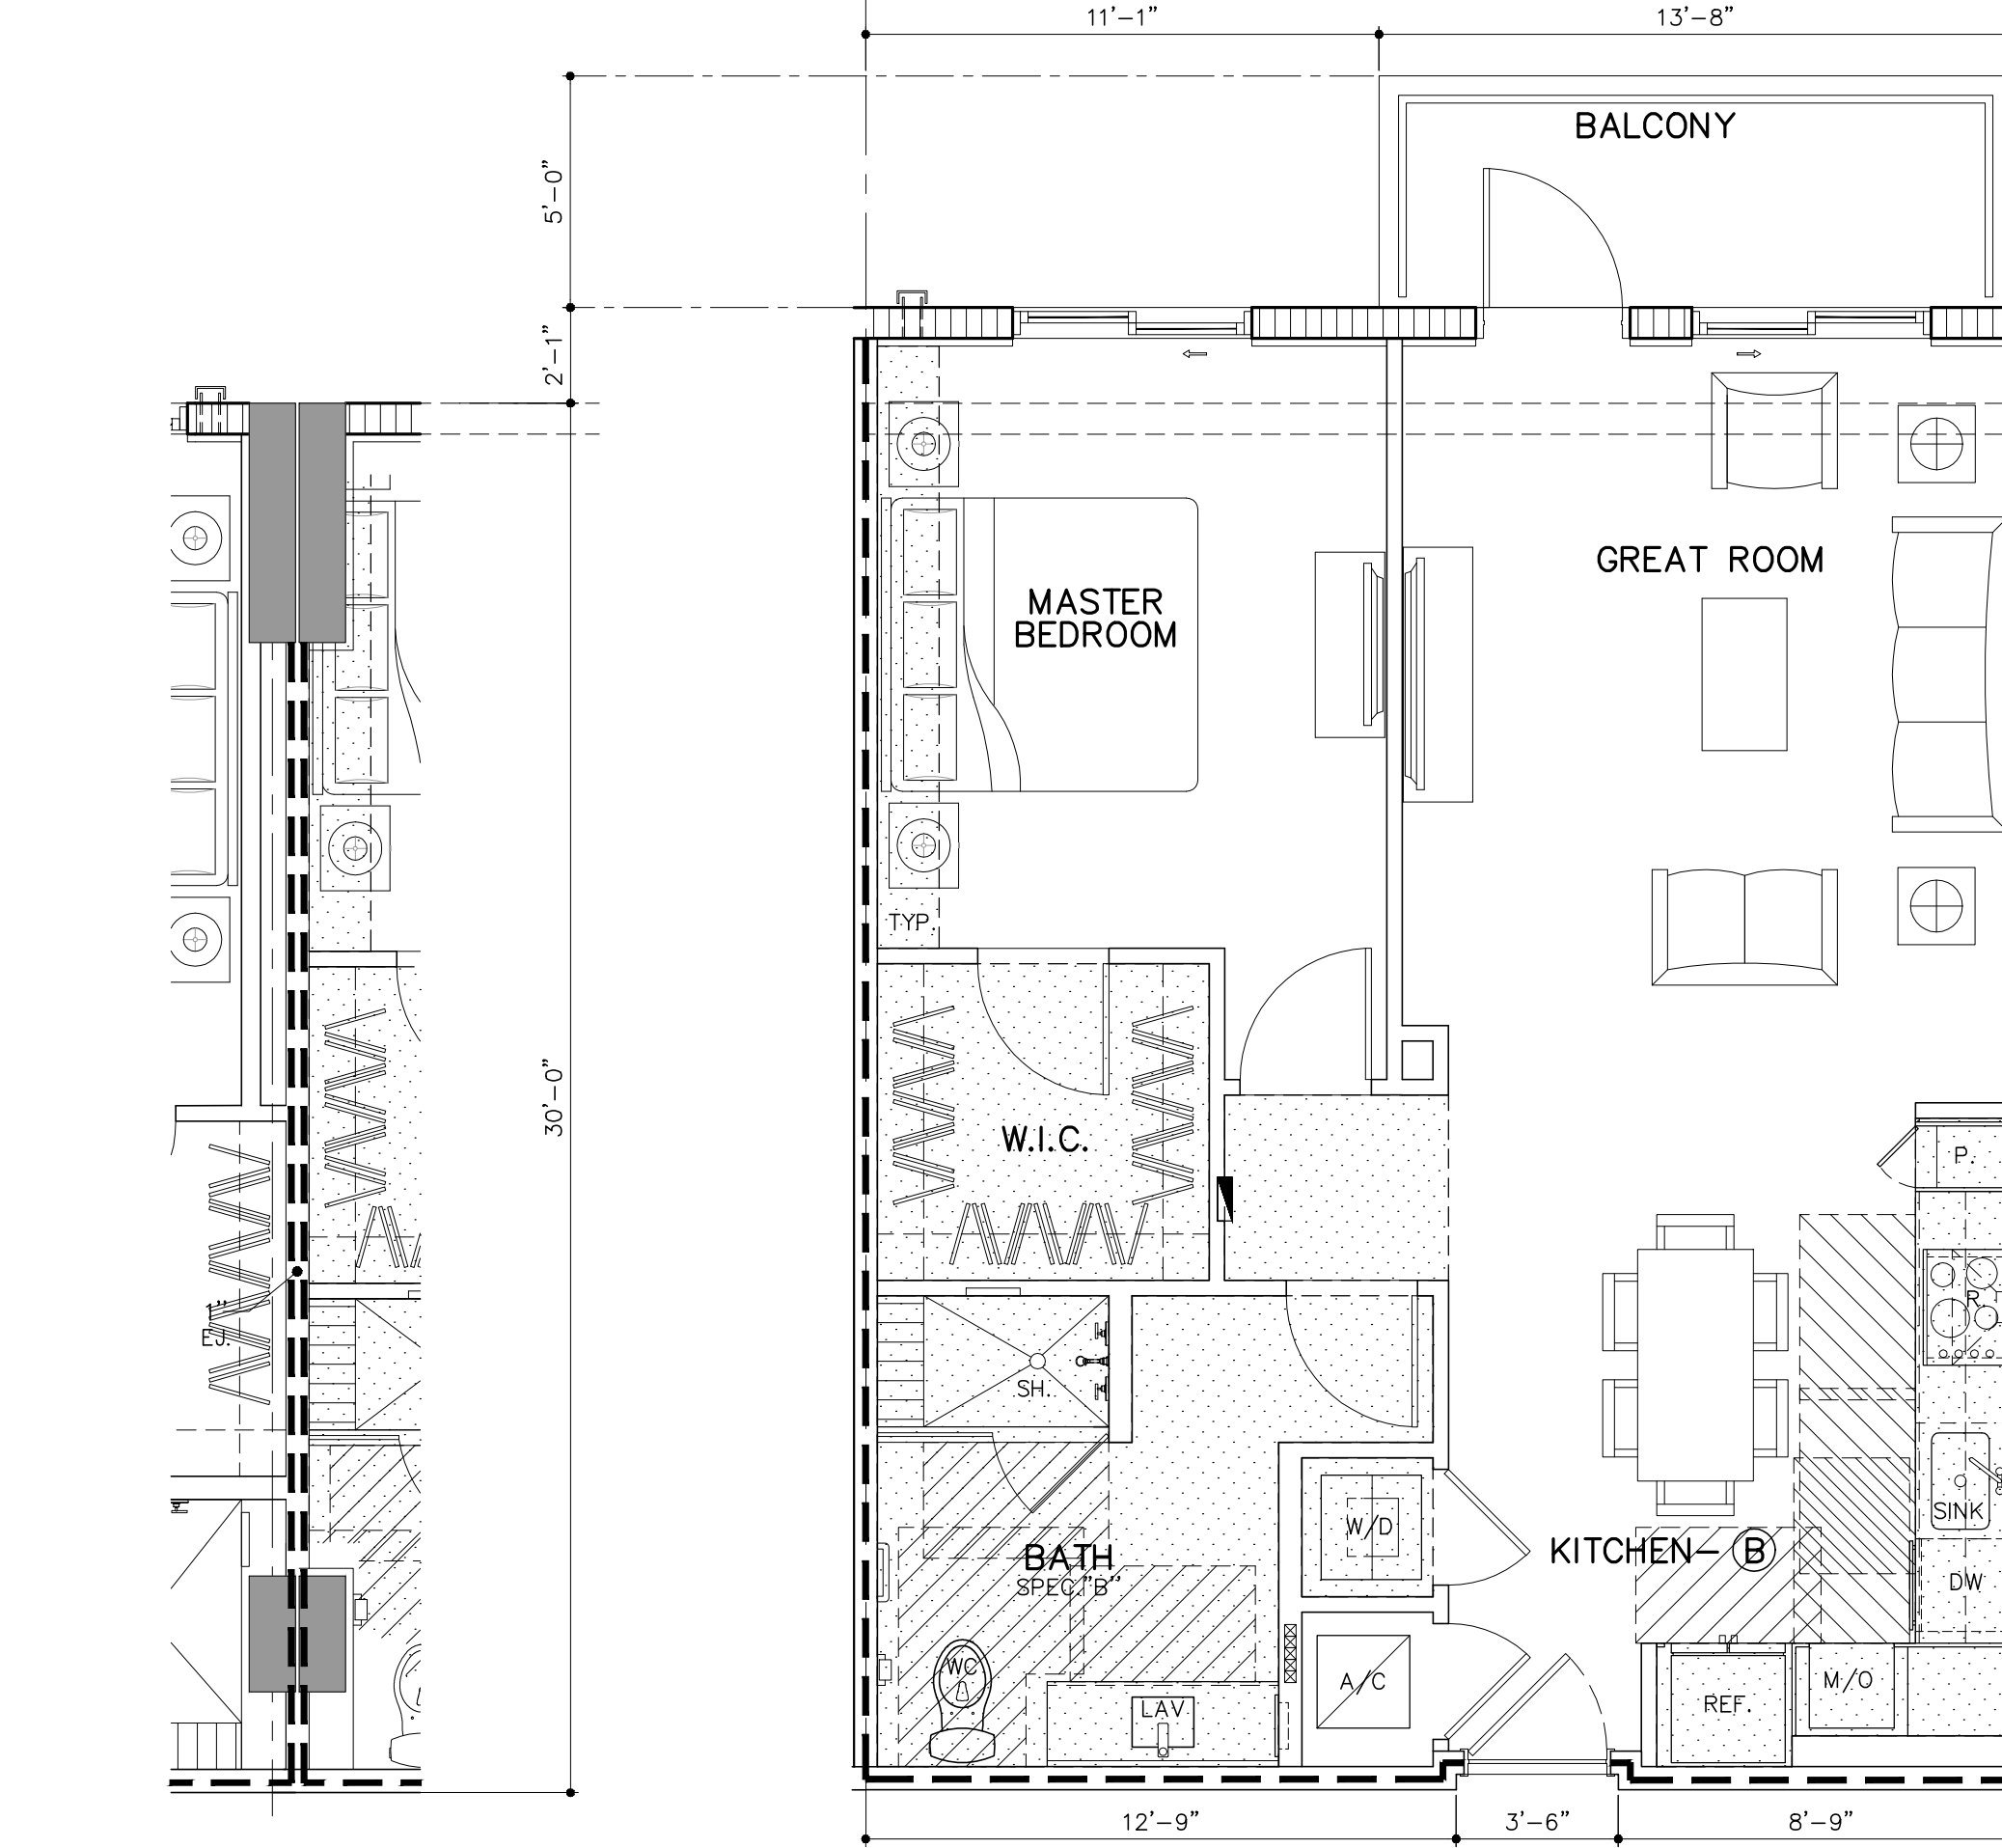 11'-1"
13'-8"
BALCONY
5'-0"
2'-1"
GREAT ROOM
MASTER
BEDROOM
TYP.
30'-0"
W.I.C.
P.
1"
EJ.
R.
SH.
SINK
W/D
KITCHEN- B
BATH
SPEC."B"
DW
WC
A/C
M/O
LAV
REF.
12'-9"
3'-6"
8'-9"